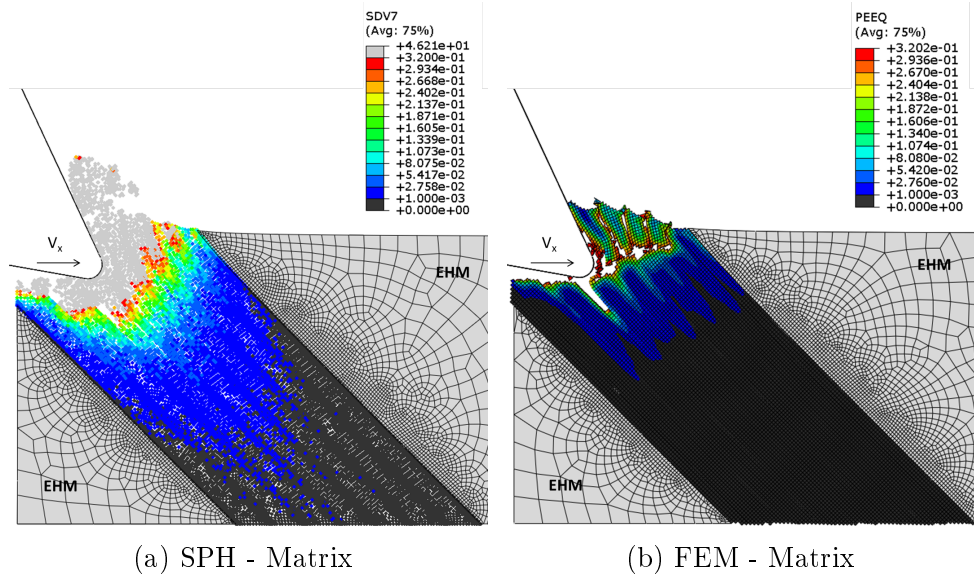 SDV7
(Avg: 75%)
+4.621e+01
+3.200e-01
+2.934e-01
+2.668e-01
+2.402e-01
+2.137e-01
+1.871e-01
+1.605e-01
+1.339e-01
+1.073e-01
+8.075e-02
+5.417e-02
+2.758e-02
+1.000e-03
+0.000e+00
Vx
EHM
EHM
(a) SPH - Matrix
PEEQ
(Avg: 75%)
+3.202e-01
+2.936e-01
+2.670e-01
+2.404e-01
+2.138e-01
+1.872e-01
+1.606e-01
+1.340e-01
+1.074e-01
+8.080e-02
+5.420e-02
+2.760e-02
+1.000e-03
+0.000e+00
Vx
EHM
EHM
(b) FEM - Matrix